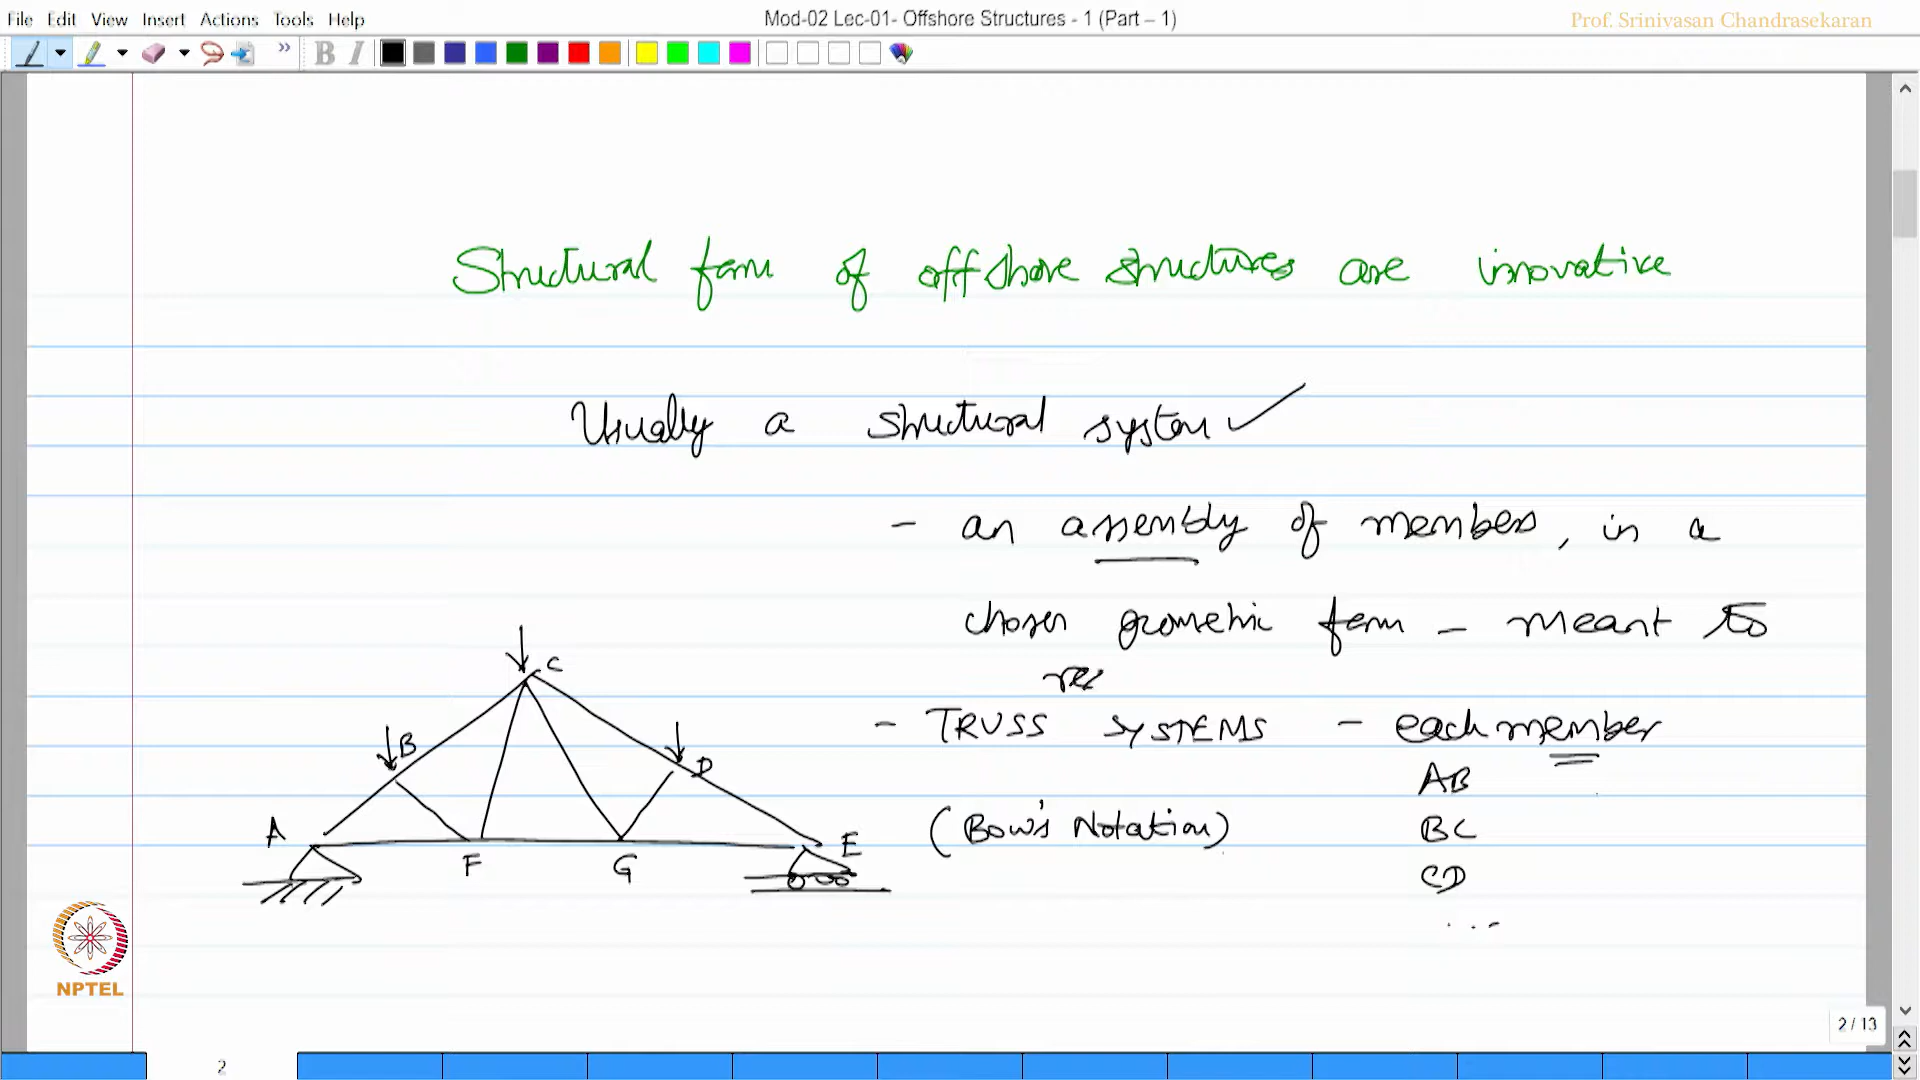 File Edit View Insert Actions Tools Help
Mod-02 Lec-01- Offshore Structures - 1 (Part – 1)
Prof. Srinivasan Chandrasekaran
B I
Structural form of offshore structures are innovative
Usually a structural system ✓
- an assembly of members, in a
chosen geometric form - meant to
res
- TRUSS SYSTEMS - each member
(Bow's Notation)
AB
BC
CD
...
C
B
D
A
E
F
G
NPTEL
2 / 13
2